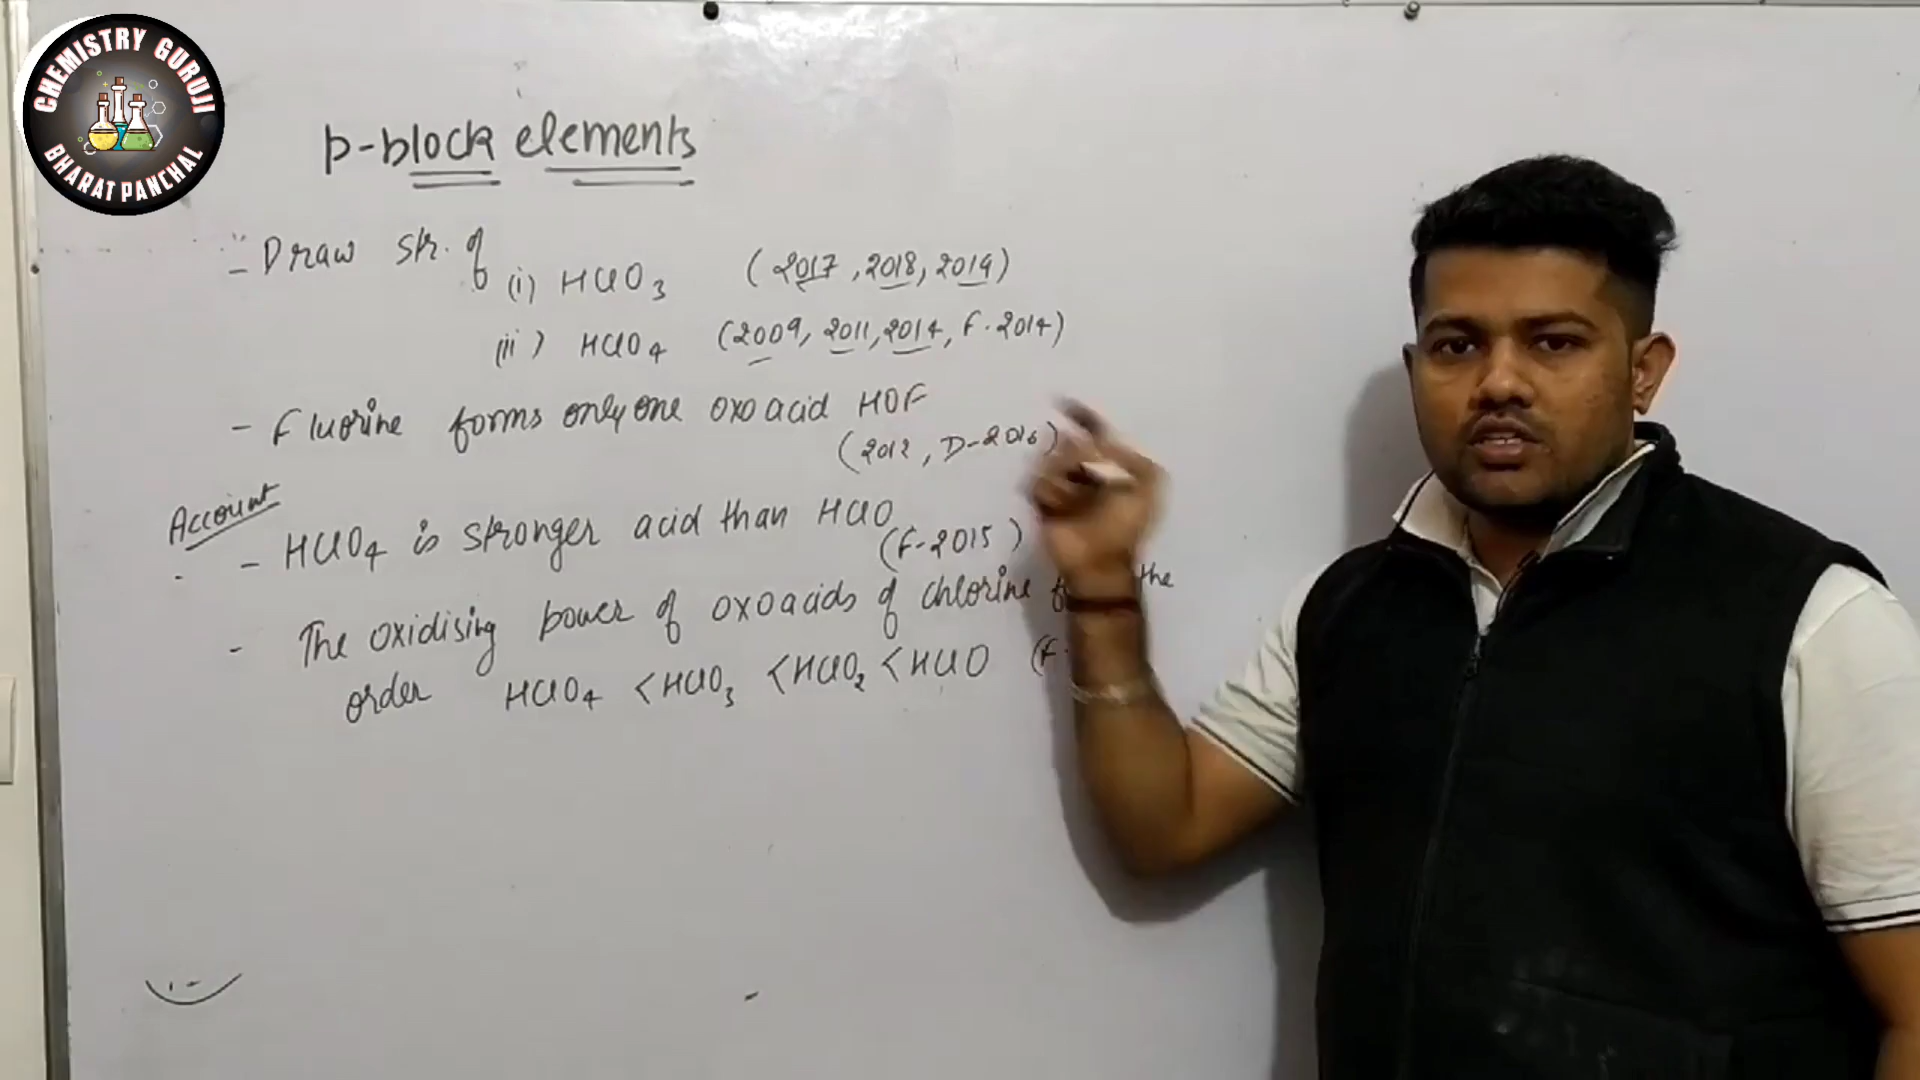 CHEMISTRY GURUJI
BHARAT PANCHAL
p-block elements
- Draw str. of
(i) HClO3 (2017, 2018, 2019)
(ii) HClO4 (2009, 2011, 2014, F-2014)
- Fluorine forms only one oxoacid HOF
(2012, D-2016)
Account
- HClO4 is stronger acid than HClO
(F-2015)
- The oxidising power of oxoacids of chlorine the
order HClO4 < HClO3 < HClO2 < HClO (F-